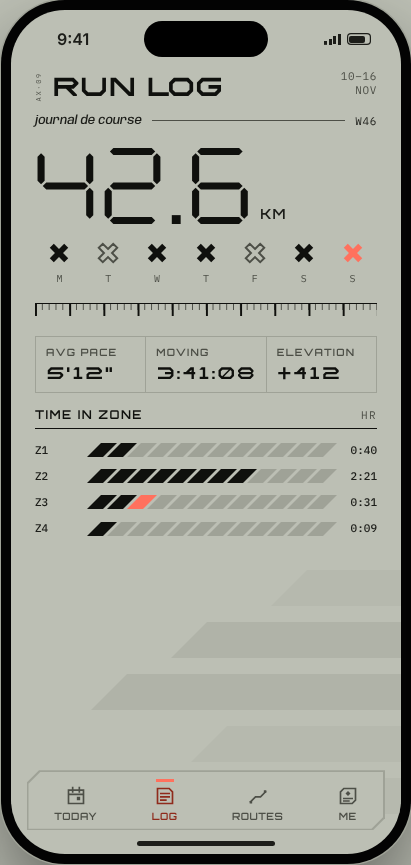 9:41
AX-09
RUN LOG
10–16
NOV
journal de course
W46
42.6
KM
M T W T F S S
AVG PACE MOVING ELEVATION
5'12" 3:41:08 +412
TIME IN ZONE HR
Z1 0:40
Z2 2:21
Z3 0:31
Z4 0:09
TODAY LOG ROUTES ME